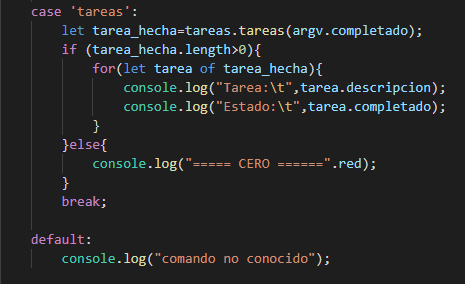 case 'tareas':
let tarea_hecha=tareas.tareas(argv.completado);
if (tarea_hecha.length>0){
for(let tarea of tarea_hecha){
console.log("Tarea:\t",tarea.descripcion);
console.log("Estado:\t",tarea.completado);
}
}else{
console.log("===== CERO ======".red);
}
break;
default:
console.log("comando no conocido");